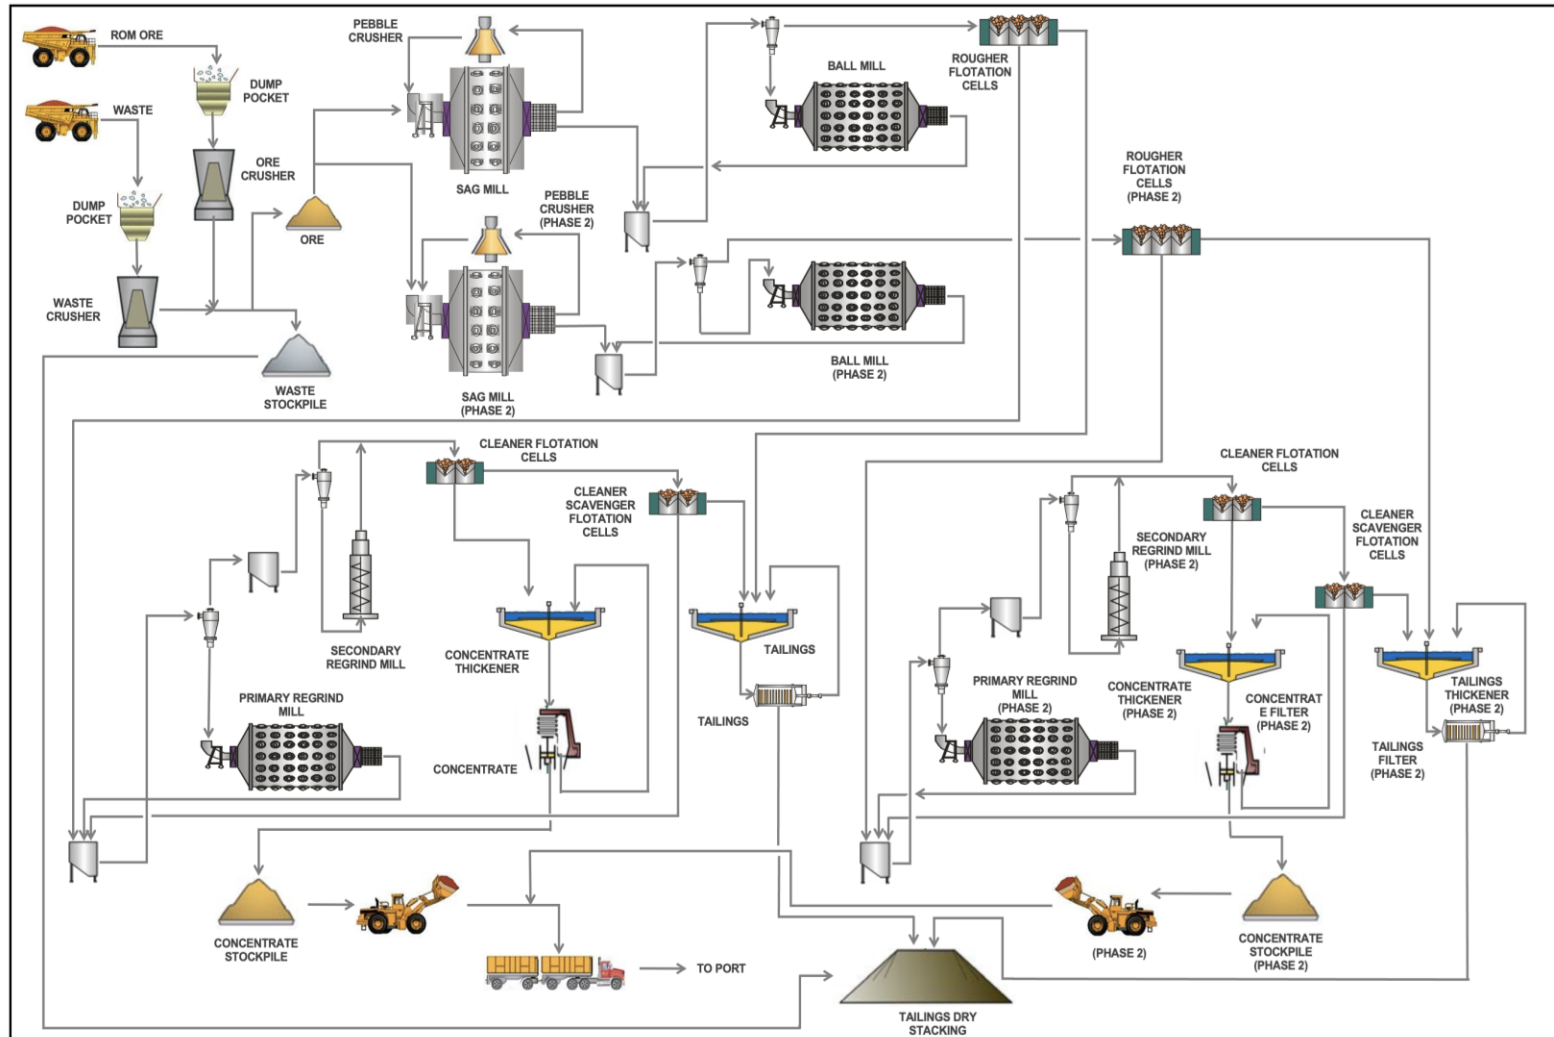 ROM ORE
DUMP
POCKET
WASTE
DUMP
POCKET
ORE
CRUSHER
WASTE
CRUSHER
ORE
WASTE
STOCKPILE
PEBBLE
CRUSHER
SAG MILL
PEBBLE
CRUSHER
(PHASE 2)
SAG MILL
(PHASE 2)
BALL MILL
BALL MILL
(PHASE 2)
ROUGHER
FLOTATION
CELLS
ROUGHER
FLOTATION
CELLS
(PHASE 2)
CLEANER FLOTATION
CELLS
CLEANER
SCAVENGER
FLOTATION
CELLS
SECONDARY
REGRIND MILL
PRIMARY REGRIND
MILL
CONCENTRATE
THICKENER
CONCENTRATE
TAILINGS
TAILINGS
CONCENTRATE
STOCKPILE
TO PORT
CLEANER FLOTATION
CELLS
CLEANER
SCAVENGER
FLOTATION
CELLS
SECONDARY
REGRIND MILL
(PHASE 2)
PRIMARY REGRIND
MILL
(PHASE 2)
CONCENTRATE
THICKENER
(PHASE 2)
CONCENTRAT
E FILTER
(PHASE 2)
TAILINGS
THICKENER
(PHASE 2)
TAILINGS
FILTER
(PHASE 2)
(PHASE 2)
CONCENTRATE
STOCKPILE
(PHASE 2)
TAILINGS DRY
STACKING